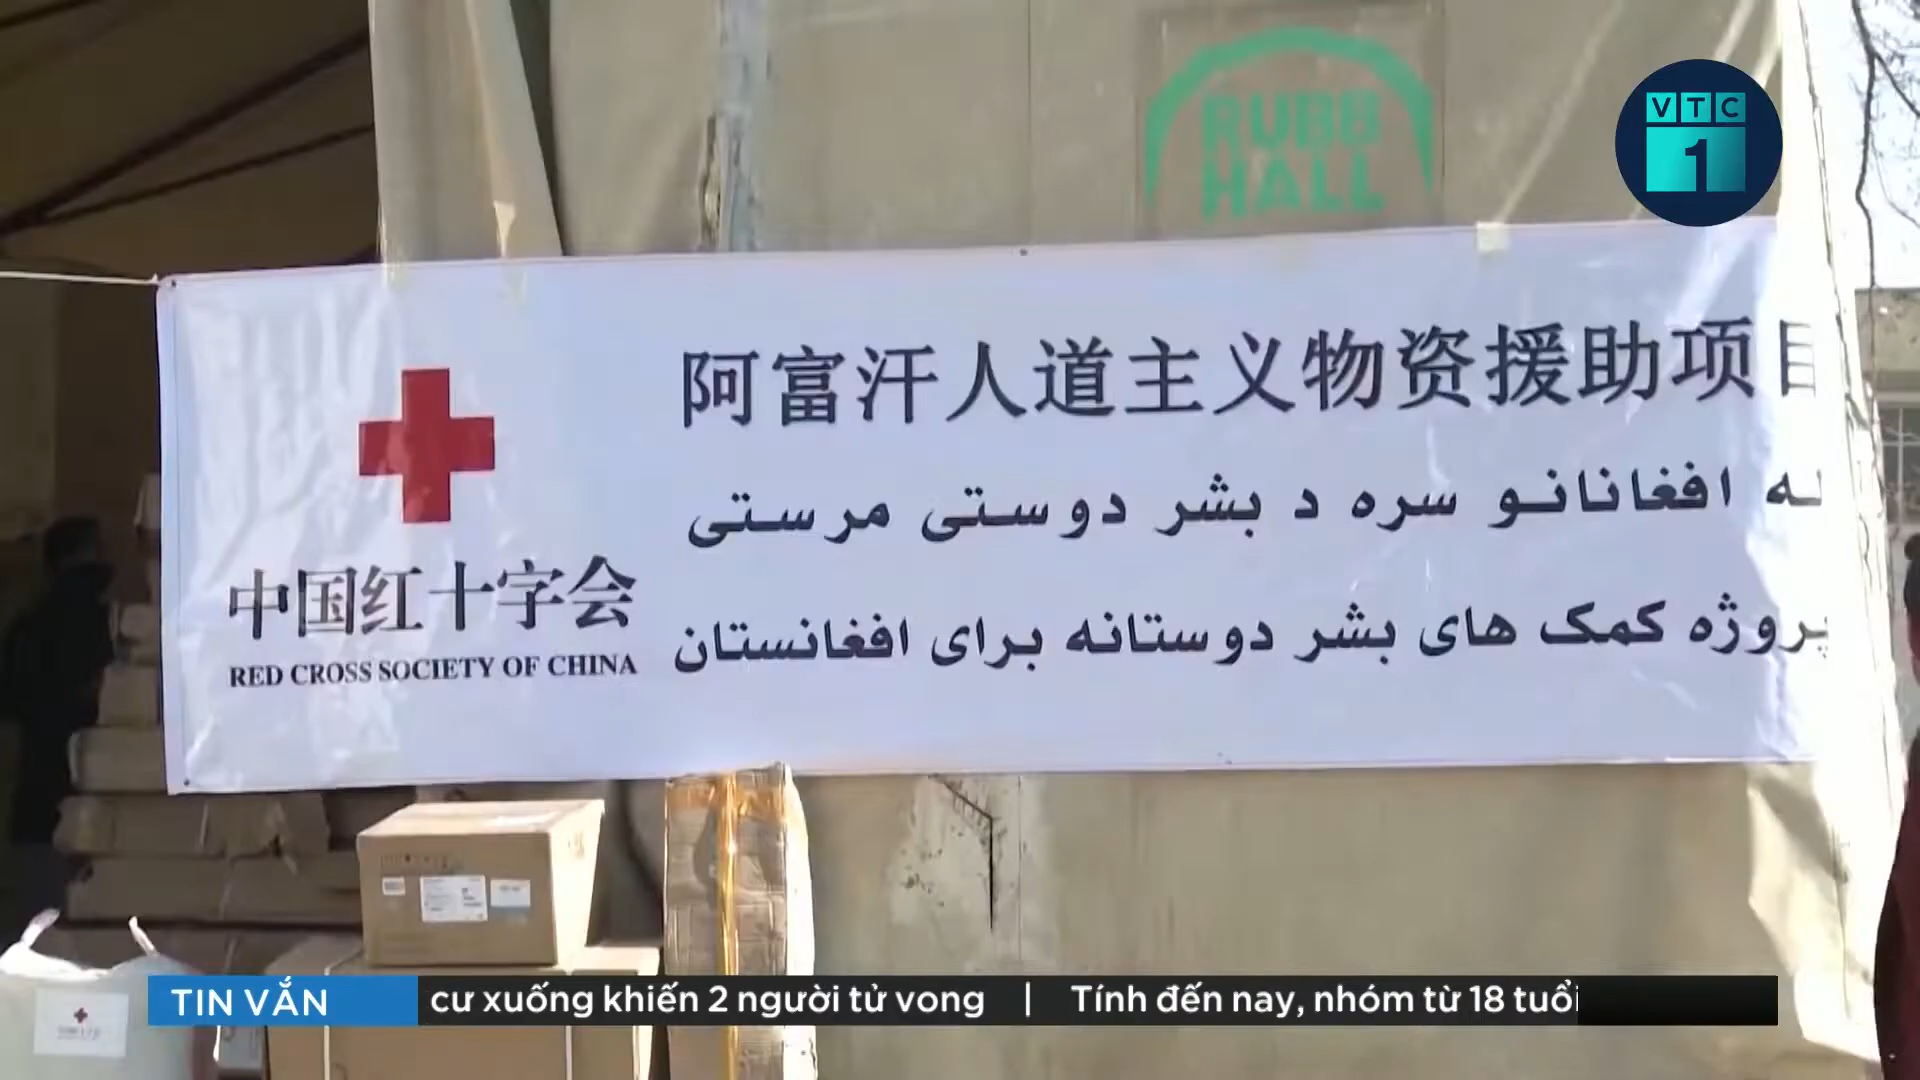 RUBB
HALL
VTC
1
阿富汗人道主义物资援助项目
له افغانانو سره د بشر دوستی مرستی
پروژه کمک های بشر دوستانه برای افغانستان
中国红十字会
RED CROSS SOCIETY OF CHINA
TIN VẮN
cư xuống khiến 2 người tử vong | Tính đến nay, nhóm từ 18 tuổi